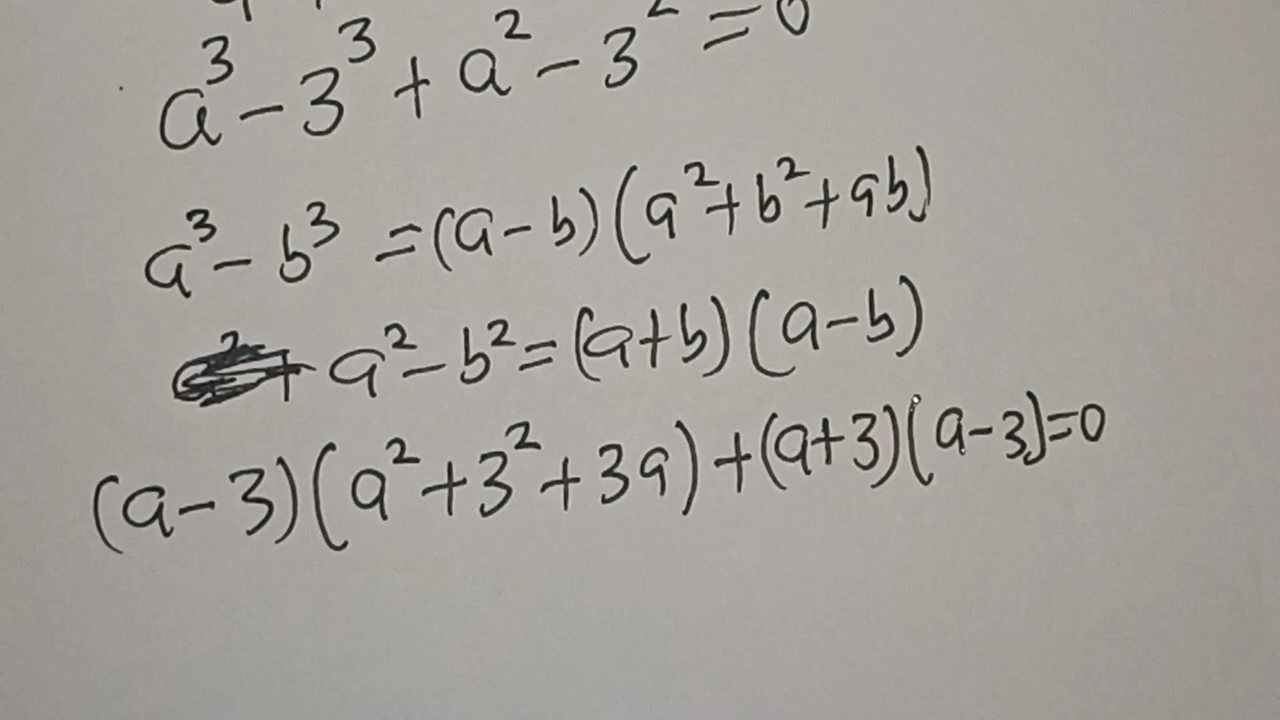 a³ - 3³ + a² - 3² = 0
a³ - b³ = (a - b)(a² + b² + ab)
+ a² - b² = (a+b)(a-b)
(a-3)(a² + 3² + 3a) + (a+3)(a-3) = 0